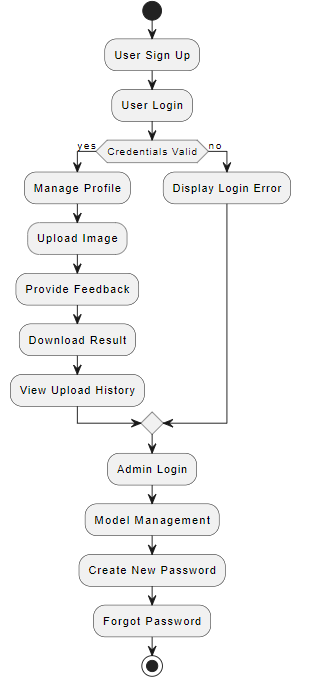 User Sign Up
User Login
Credentials Valid
yes
no
Manage Profile
Display Login Error
Upload Image
Provide Feedback
Download Result
View Upload History
Admin Login
Model Management
Create New Password
Forgot Password